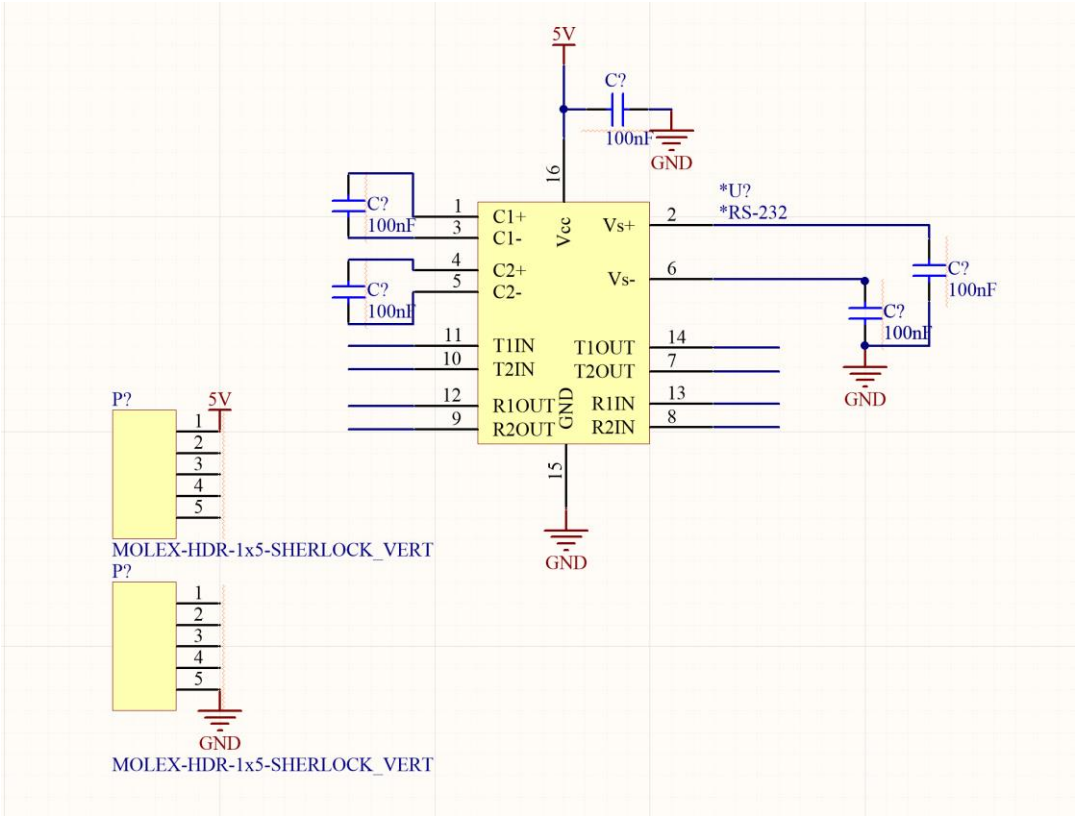 5V
C?
100nF
GND
16
*U?
*RS-232
C?
100nF
1
C1+
3
C1-
Vcc
Vs+
2
4
C2+
5
C2-
C?
100nF
Vs-
6
C?
100nF
C?
100nF
11
T1IN
10
T2IN
T1OUT
14
T2OUT
7
12
R1OUT
9
R2OUT
GND
R1IN
13
R2IN
8
GND
15
GND
P?
5V
1
2
3
4
5
MOLEX-HDR-1x5-SHERLOCK_VERT
P?
1
2
3
4
5
GND
MOLEX-HDR-1x5-SHERLOCK_VERT